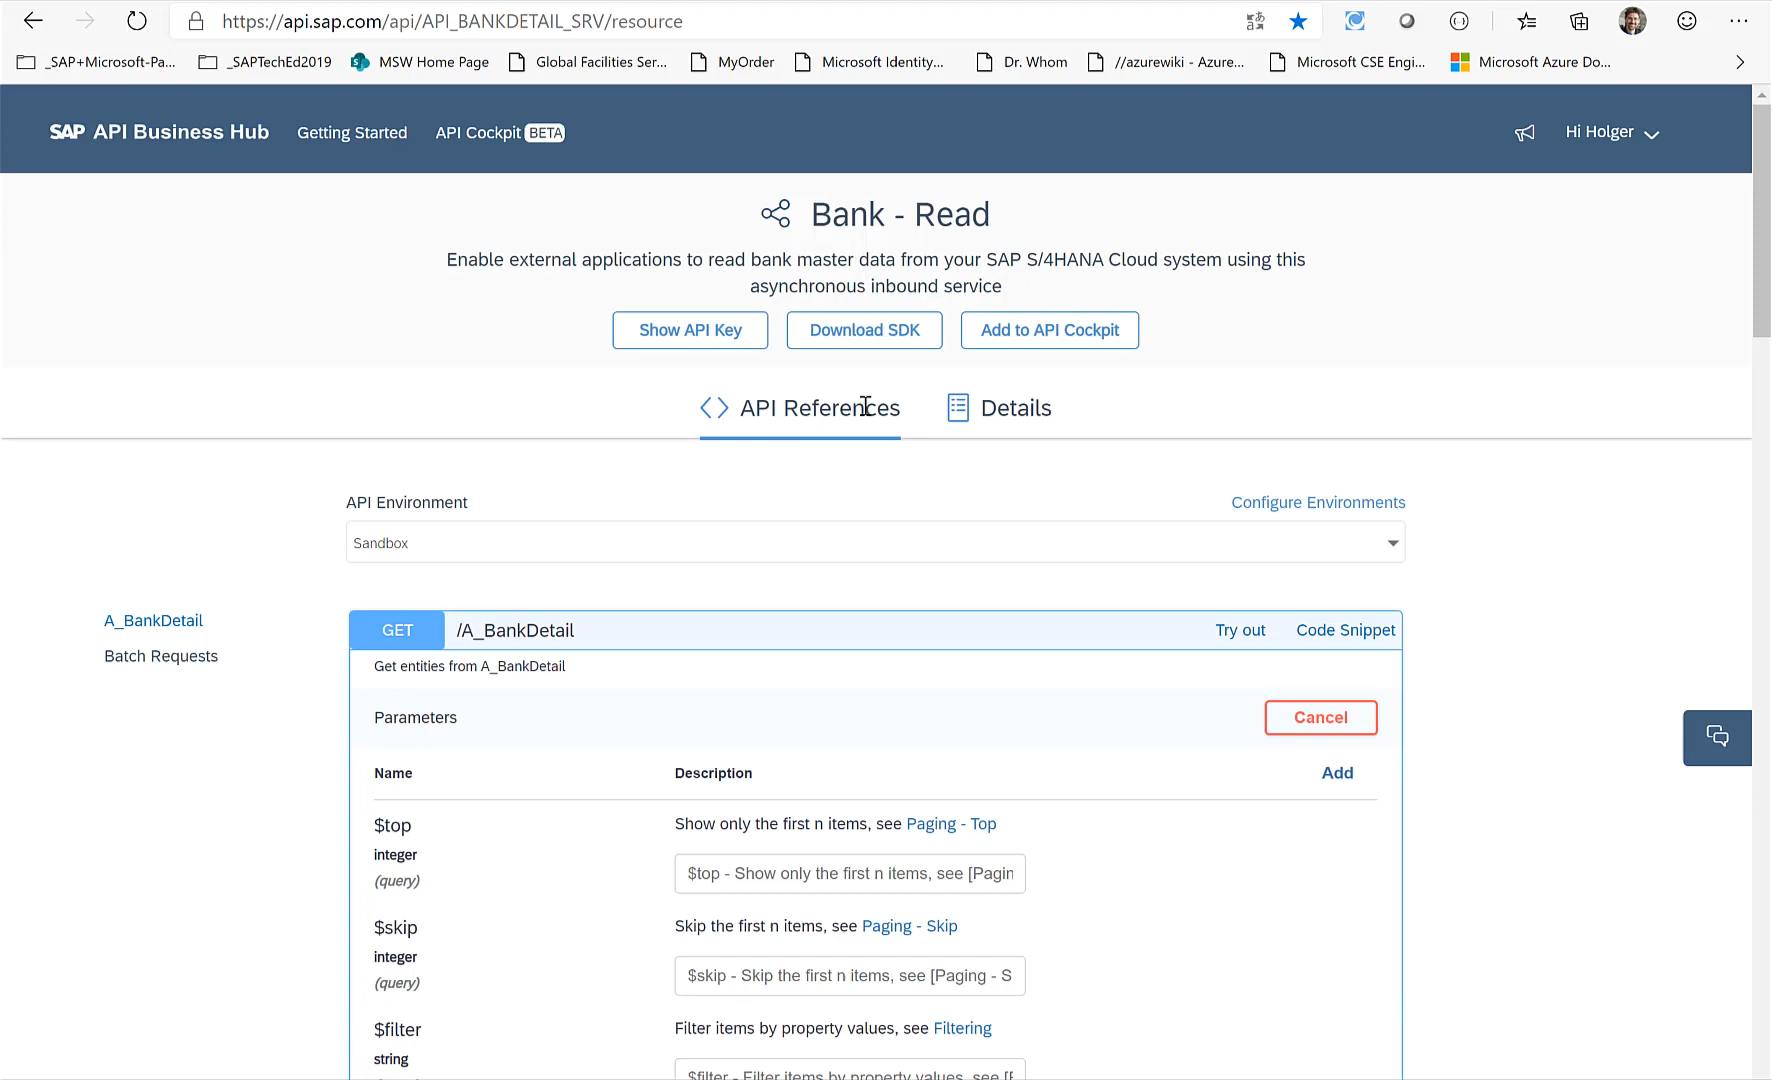 https://api.sap.com/api/API_BANKDETAIL_SRV/resource
_SAP+Microsoft-Pa... _SAPTechEd2019 MSW Home Page Global Facilities Ser... MyOrder Microsoft Identity... Dr. Whom //azurewiki - Azure... Microsoft CSE Engi... Microsoft Azure Do...
SAP API Business Hub Getting Started API Cockpit BETA Hi Holger
Bank - Read
Enable external applications to read bank master data from your SAP S/4HANA Cloud system using this
asynchronous inbound service
Show API Key Download SDK Add to API Cockpit
API References Details
API Environment Configure Environments
Sandbox
A_BankDetail
Batch Requests
GET /A_BankDetail Try out Code Snippet
Get entities from A_BankDetail
Parameters Cancel
Name Description Add
$top Show only the first n items, see Paging - Top
integer
(query) $top - Show only the first n items, see [Pagin
$skip Skip the first n items, see Paging - Skip
integer
(query) $skip - Skip the first n items, see [Paging - S
$filter Filter items by property values, see Filtering
string
$filter - Filter items by property values, see [F